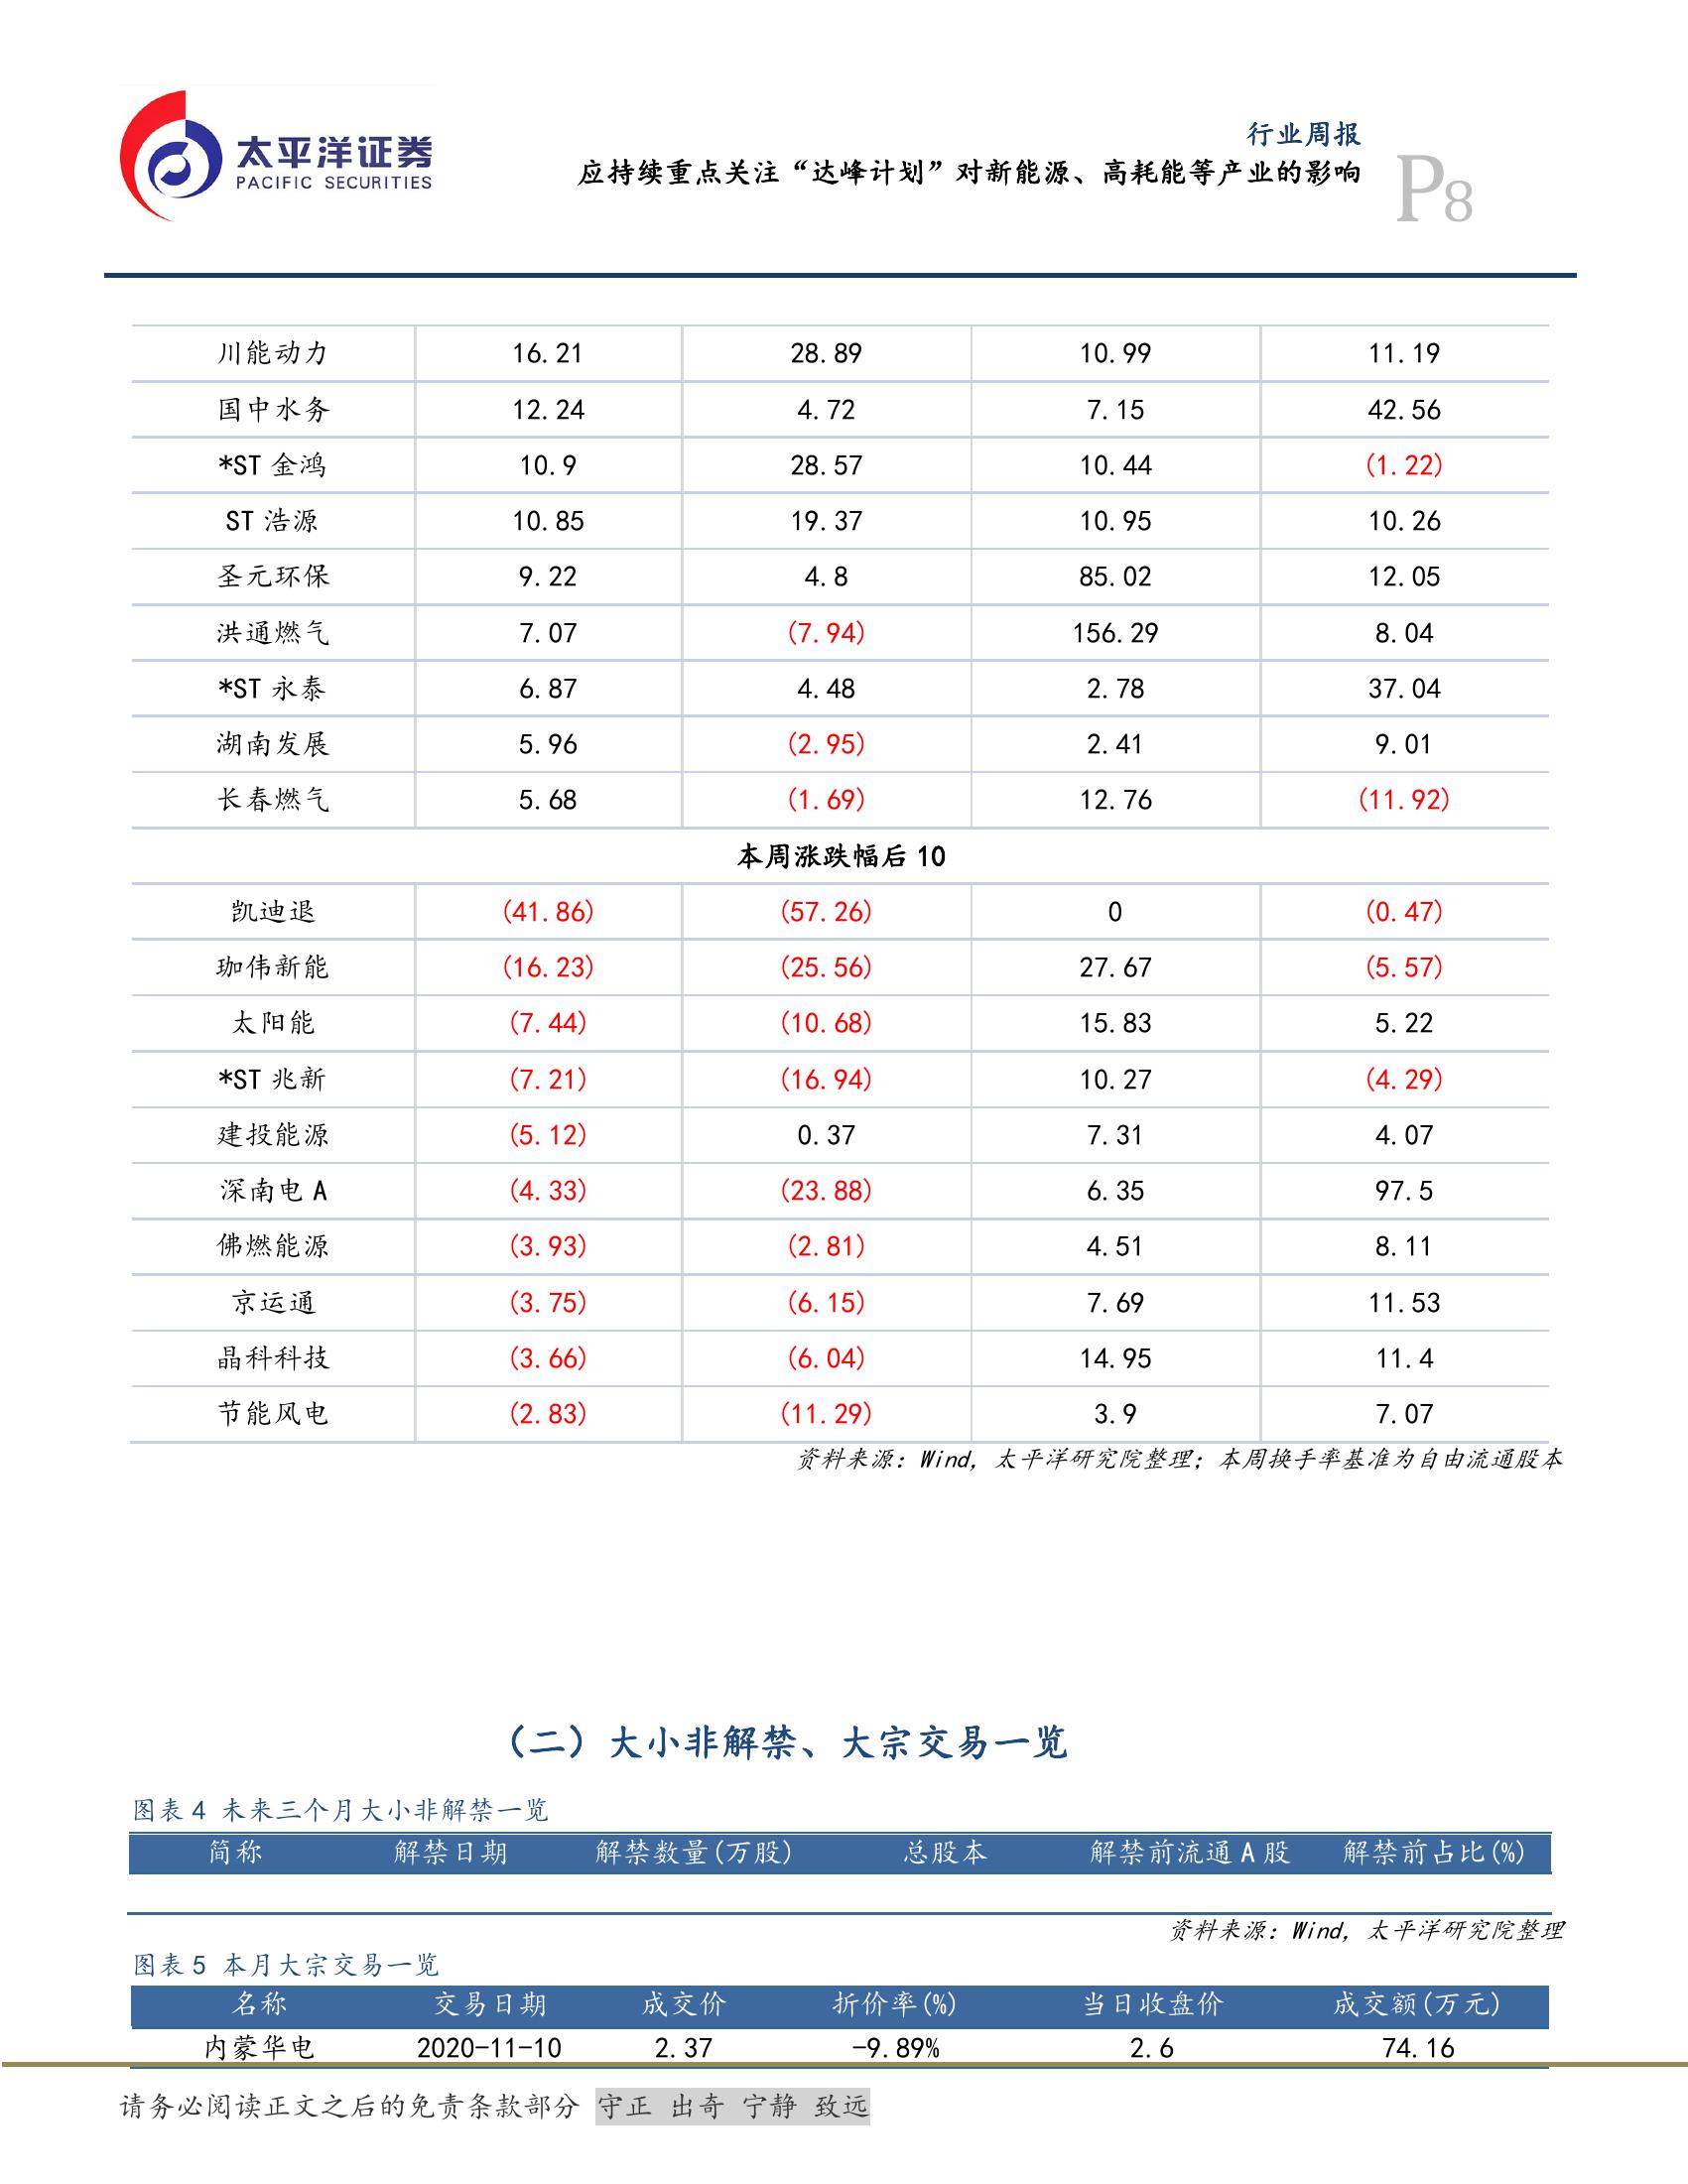 太平洋证券
PACIFIC SECURITIES
行业周报
应持续重点关注“达峰计划”对新能源、高耗能等产业的影响
P8
川能动力 16.21 28.89 10.99 11.19
国中水务 12.24 4.72 7.15 42.56
*ST 金鸿 10.9 28.57 10.44 (1.22)
ST 浩源 10.85 19.37 10.95 10.26
圣元环保 9.22 4.8 85.02 12.05
洪通燃气 7.07 (7.94) 156.29 8.04
*ST 永泰 6.87 4.48 2.78 37.04
湖南发展 5.96 (2.95) 2.41 9.01
长春燃气 5.68 (1.69) 12.76 (11.92)
本周涨跌幅后 10
凯迪退 (41.86) (57.26) 0 (0.47)
珈伟新能 (16.23) (25.56) 27.67 (5.57)
太阳能 (7.44) (10.68) 15.83 5.22
*ST 兆新 (7.21) (16.94) 10.27 (4.29)
建投能源 (5.12) 0.37 7.31 4.07
深南电 A (4.33) (23.88) 6.35 97.5
佛燃能源 (3.93) (2.81) 4.51 8.11
京运通 (3.75) (6.15) 7.69 11.53
晶科科技 (3.66) (6.04) 14.95 11.4
节能风电 (2.83) (11.29) 3.9 7.07
资料来源：Wind，太平洋研究院整理；本周换手率基准为自由流通股本
（二）大小非解禁、大宗交易一览
图表 4 未来三个月大小非解禁一览
简称 解禁日期 解禁数量(万股) 总股本 解禁前流通 A 股 解禁前占比(%)
资料来源：Wind，太平洋研究院整理
图表 5 本月大宗交易一览
名称 交易日期 成交价 折价率(%) 当日收盘价 成交额(万元)
内蒙华电 2020-11-10 2.37 -9.89% 2.6 74.16
请务必阅读正文之后的免责条款部分 守正 出奇 宁静 致远